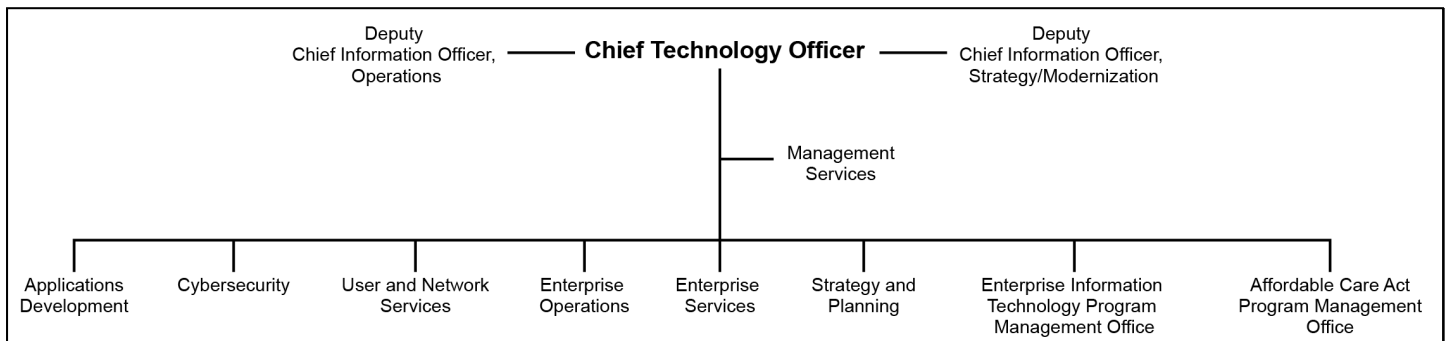 Deputy
Chief Information Officer,
Operations
Chief Technology Officer
Deputy
Chief Information Officer,
Strategy/Modernization
Management
Services
Applications
Development
Cybersecurity
User and Network
Services
Enterprise
Operations
Enterprise
Services
Strategy and
Planning
Enterprise Information
Technology Program
Management Office
Affordable Care Act
Program Management
Office